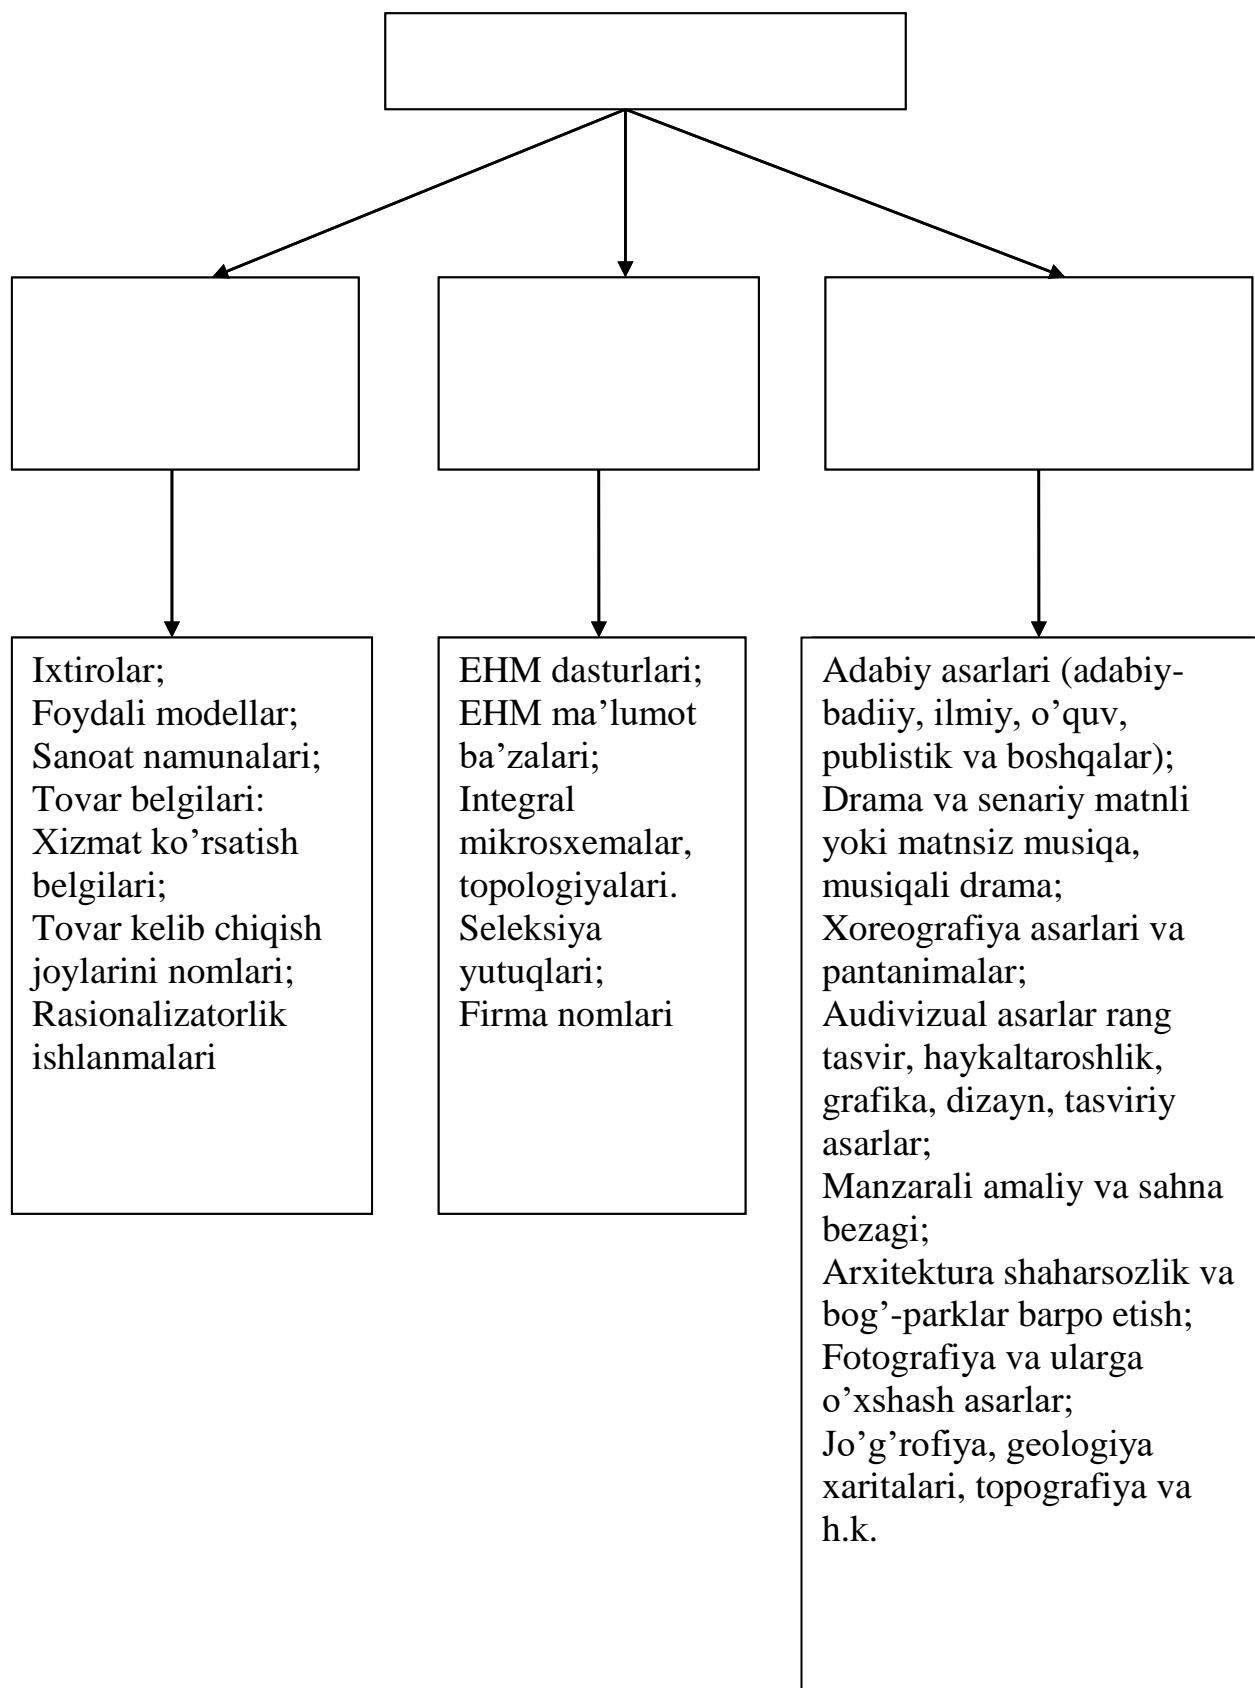 Ixtirolar;
Foydali modellar;
Sanoat namunalari;
Tovar belgilari:
Xizmat ko’rsatish
belgilari;
Tovar kelib chiqish
joylarini nomlari;
Rasionalizatorlik
ishlanmalari
EHM dasturlari;
EHM ma’lumot
ba’zalari;
Integral
mikrosxemalar,
topologiyalari.
Seleksiya
yutuqlari;
Firma nomlari
Adabiy asarlari (adabiy-
badiiy, ilmiy, o’quv,
publistik va boshqalar);
Drama va senariy matnli
yoki matnsiz musiqa,
musiqali drama;
Xoreografiya asarlari va
pantanimalar;
Audivizual asarlar rang
tasvir, haykaltaroshlik,
grafika, dizayn, tasviriy
asarlar;
Manzarali amaliy va sahna
bezagi;
Arxitektura shaharsozlik va
bog’-parklar barpo etish;
Fotografiya va ularga
o’xshash asarlar;
Jo’g’rofiya, geologiya
xaritalari, topografiya va
h.k.